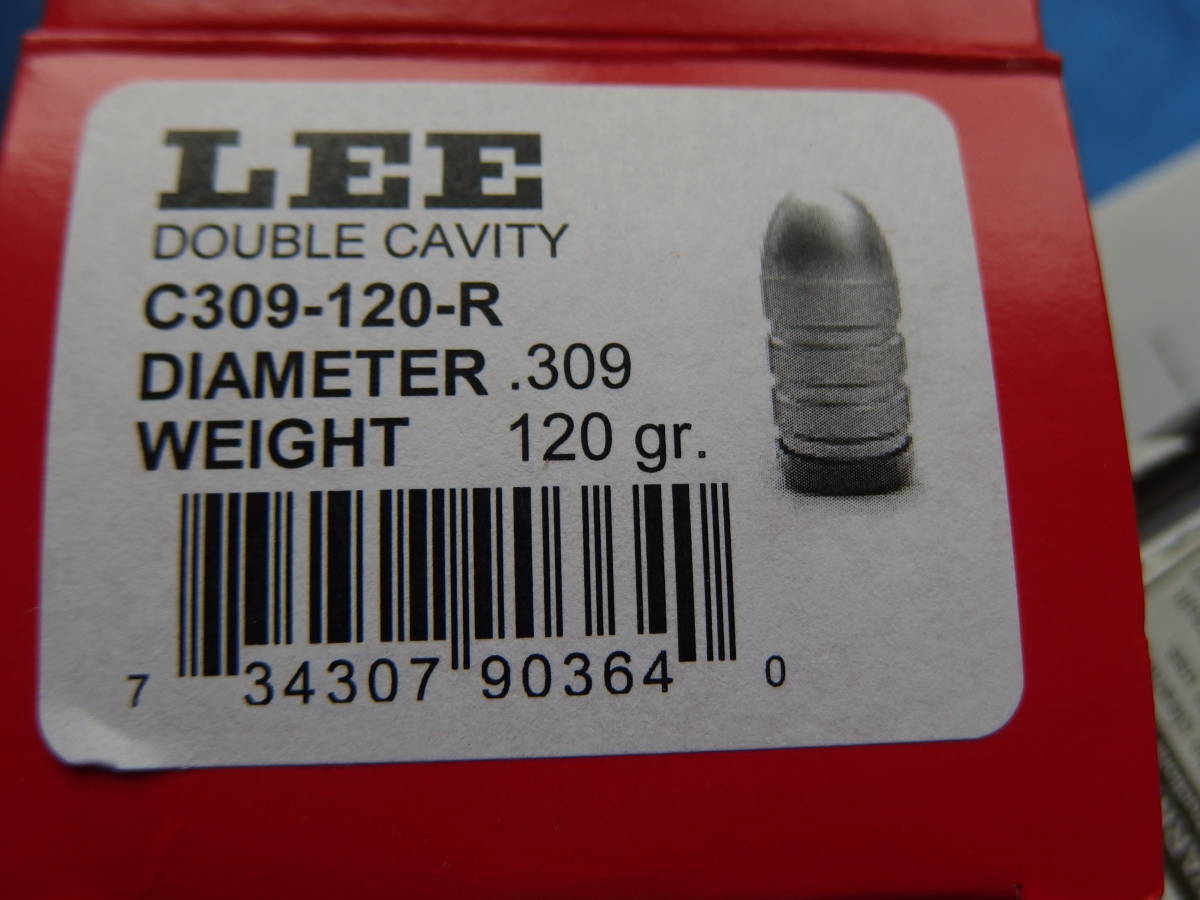 LEE
DOUBLE CAVITY
C309-120-R
DIAMETER .309
WEIGHT 120 gr.
7 34307 90364 0